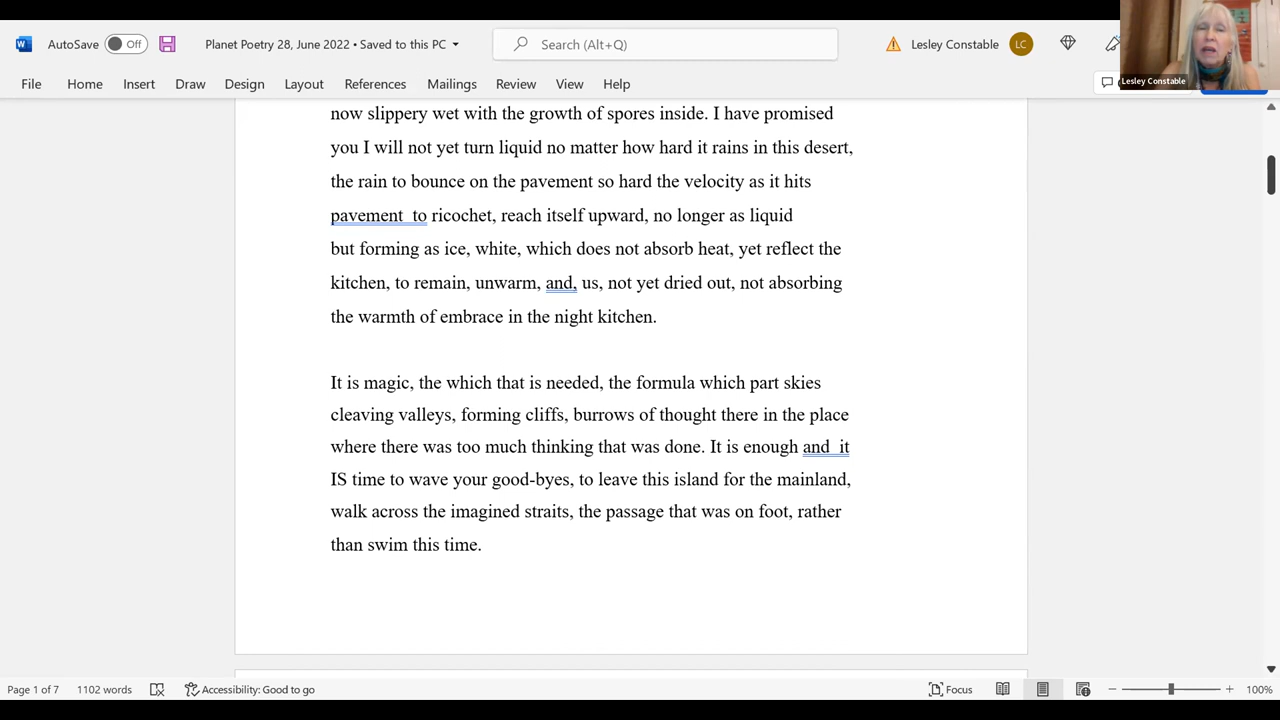 AutoSave Off Planet Poetry 28, June 2022 • Saved to this PC Search (Alt+Q) Lesley Constable LC
File Home Insert Draw Design Layout References Mailings Review View Help
Lesley Constable
now slippery wet with the growth of spores inside. I have promised
you I will not yet turn liquid no matter how hard it rains in this desert,
the rain to bounce on the pavement so hard the velocity as it hits
pavement  to ricochet, reach itself upward, no longer as liquid
but forming as ice, white, which does not absorb heat, yet reflect the
kitchen, to remain, unwarm, and, us, not yet dried out, not absorbing
the warmth of embrace in the night kitchen.
It is magic, the which that is needed, the formula which part skies
cleaving valleys, forming cliffs, burrows of thought there in the place
where there was too much thinking that was done. It is enough and  it
IS time to wave your good-byes, to leave this island for the mainland,
walk across the imagined straits, the passage that was on foot, rather
than swim this time.
Page 1 of 7 1102 words Accessibility: Good to go Focus 100%